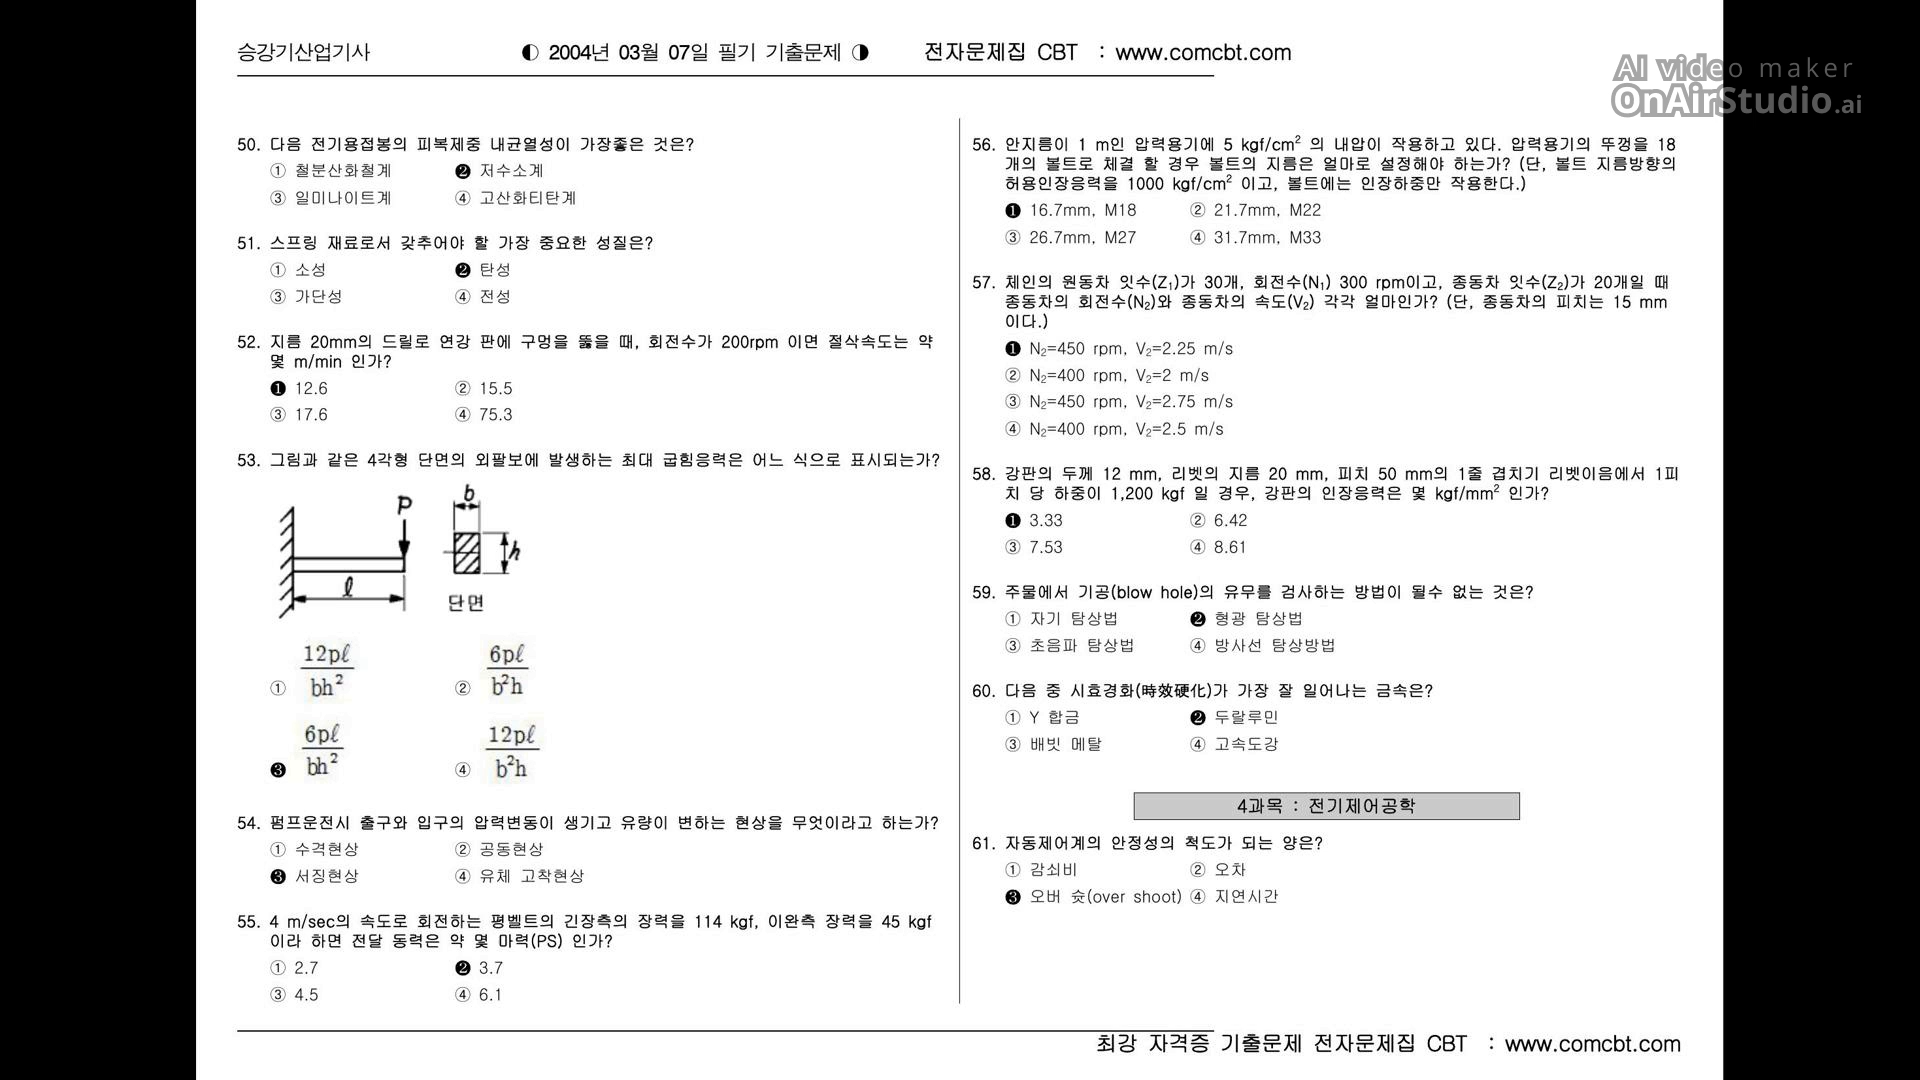 승강기산업기사
◐ 2004년 03월 07일 필기 기출문제 ◑
전자문제집 CBT : www.comcbt.com
AI video maker
OnAirStudio.ai
50. 다음 전기용접봉의 피복제중 내균열성이 가장좋은 것은?
① 철분산화철계 ❷ 저수소계
③ 일미나이트계 ④ 고산화티탄계
51. 스프링 재료로서 갖추어야 할 가장 중요한 성질은?
① 소성 ❷ 탄성
③ 가단성 ④ 전성
52. 지름 20mm의 드릴로 연강 판에 구멍을 뚫을 때, 회전수가 200rpm 이면 절삭속도는 약
몇 m/min 인가?
❶ 12.6 ② 15.5
③ 17.6 ④ 75.3
53. 그림과 같은 4각형 단면의 외팔보에 발생하는 최대 굽힘응력은 어느 식으로 표시되는가?
P
b
h
ℓ
단면
① 12pℓ / bh² ② 6pℓ / b²h
❸ 6pℓ / bh² ④ 12pℓ / b²h
54. 펌프운전시 출구와 입구의 압력변동이 생기고 유량이 변하는 현상을 무엇이라고 하는가?
① 수격현상 ② 공동현상
❸ 서징현상 ④ 유체 고착현상
55. 4 m/sec의 속도로 회전하는 평벨트의 긴장측의 장력을 114 kgf, 이완측 장력을 45 kgf
이라 하면 전달 동력은 약 몇 마력(PS) 인가?
① 2.7 ❷ 3.7
③ 4.5 ④ 6.1
56. 안지름이 1 m인 압력용기에 5 kgf/cm² 의 내압이 작용하고 있다. 압력용기의 뚜껑을 18
개의 볼트로 체결 할 경우 볼트의 지름은 얼마로 설정해야 하는가? (단, 볼트 지름방향의
허용인장응력을 1000 kgf/cm² 이고, 볼트에는 인장하중만 작용한다.)
❶ 16.7mm, M18 ② 21.7mm, M22
③ 26.7mm, M27 ④ 31.7mm, M33
57. 체인의 원동차 잇수(Z₁)가 30개, 회전수(N₁) 300 rpm이고, 종동차 잇수(Z₂)가 20개일 때
종동차의 회전수(N₂)와 종동차의 속도(V₂) 각각 얼마인가? (단, 종동차의 피치는 15 mm
이다.)
❶ N₂=450 rpm, V₂=2.25 m/s
② N₂=400 rpm, V₂=2 m/s
③ N₂=450 rpm, V₂=2.75 m/s
④ N₂=400 rpm, V₂=2.5 m/s
58. 강판의 두께 12 mm, 리벳의 지름 20 mm, 피치 50 mm의 1줄 겹치기 리벳이음에서 1피
치 당 하중이 1,200 kgf 일 경우, 강판의 인장응력은 몇 kgf/mm² 인가?
❶ 3.33 ② 6.42
③ 7.53 ④ 8.61
59. 주물에서 기공(blow hole)의 유무를 검사하는 방법이 될수 없는 것은?
① 자기 탐상법 ❷ 형광 탐상법
③ 초음파 탐상법 ④ 방사선 탐상방법
60. 다음 중 시효경화(時效硬化)가 가장 잘 일어나는 금속은?
① Y 합금 ❷ 두랄루민
③ 배빗 메탈 ④ 고속도강
4과목 : 전기제어공학
61. 자동제어계의 안정성의 척도가 되는 양은?
① 감쇠비 ② 오차
❸ 오버 슛(over shoot) ④ 지연시간
최강 자격증 기출문제 전자문제집 CBT : www.comcbt.com